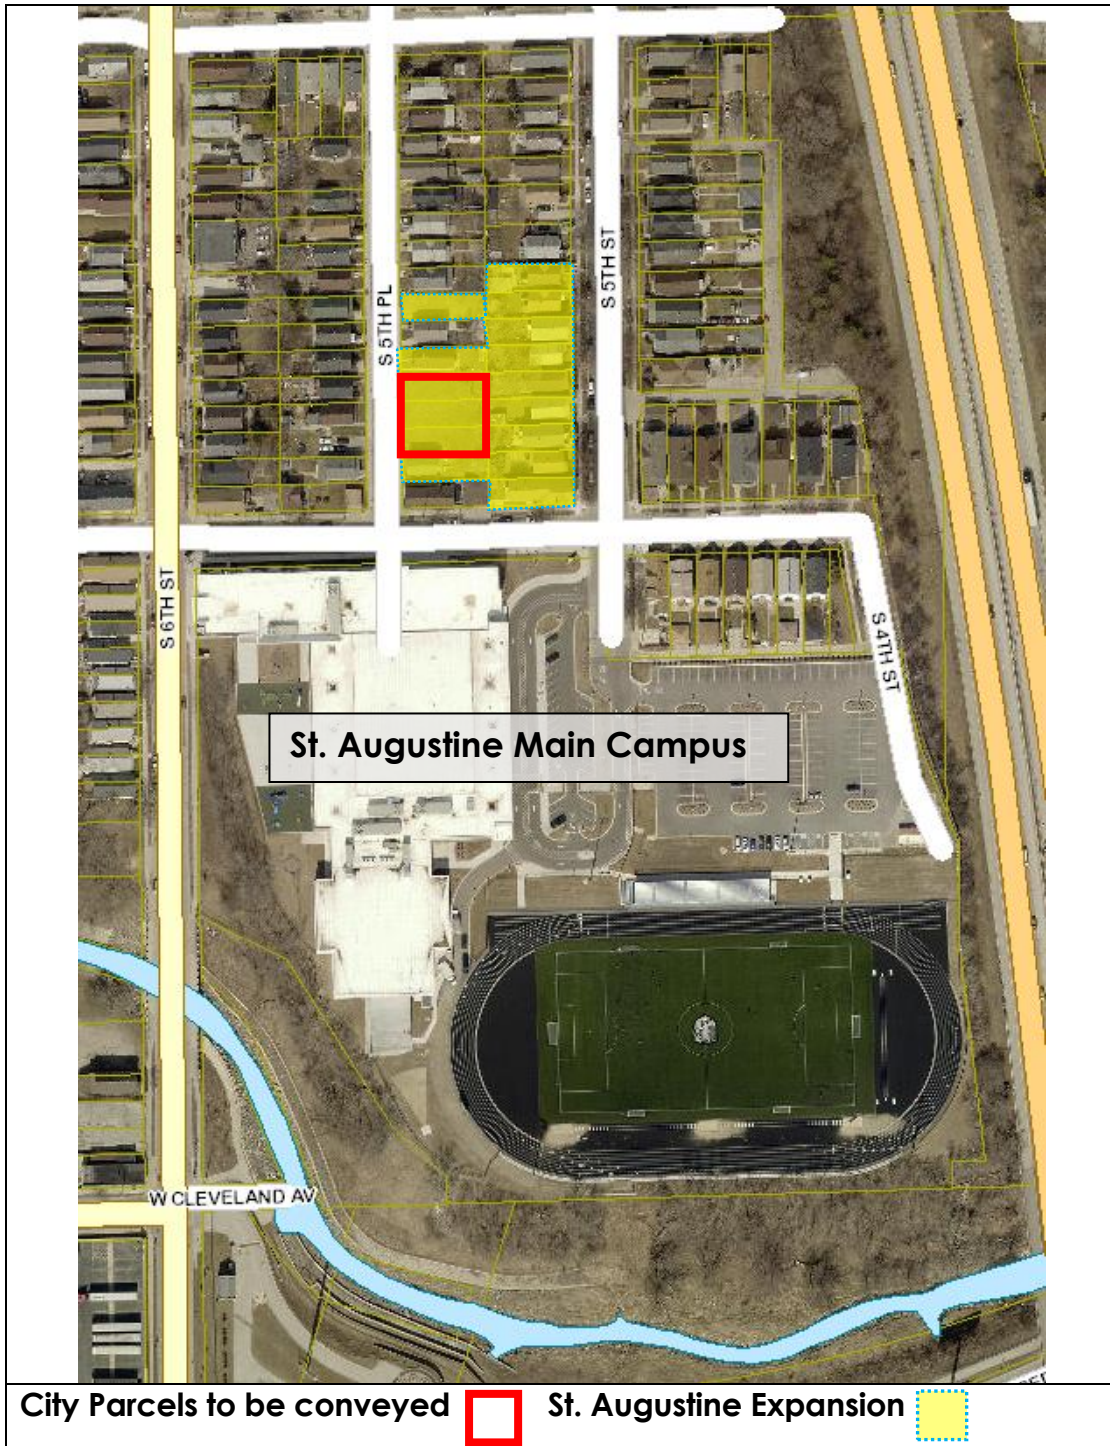 S 5TH PL
S 5TH ST
S 6TH ST
S 4TH ST
St. Augustine Main Campus
W CLEVELAND AV
City Parcels to be conveyed
St. Augustine Expansion